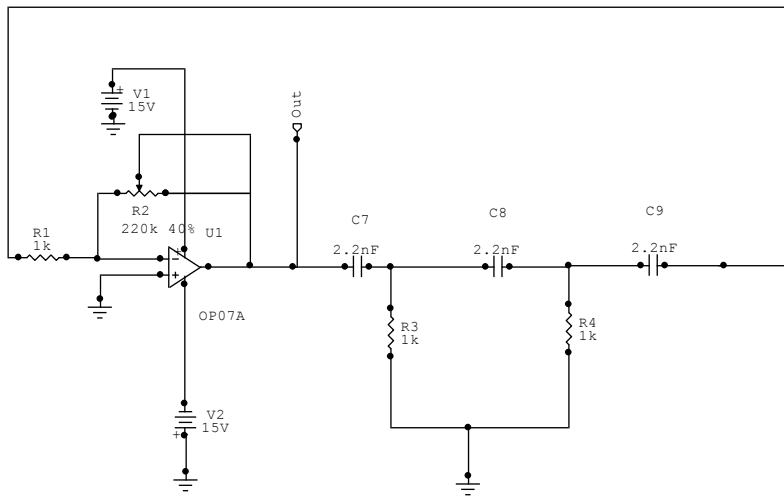 V1
15V
Out
R2
220k 40%
U1
R1
1k
OP07A
C7
2.2nF
C8
2.2nF
C9
2.2nF
R3
1k
R4
1k
V2
15V